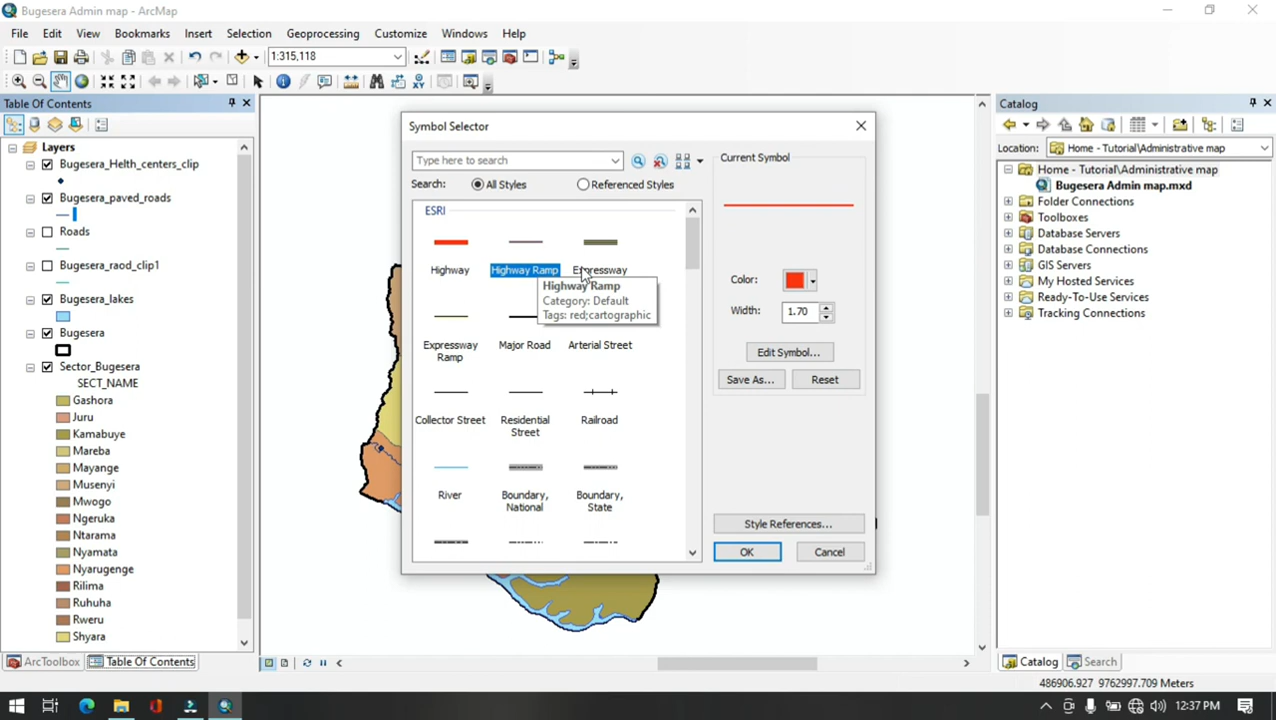 Bugesera Admin map - ArcMap
File Edit View Bookmarks Insert Selection Geoprocessing Customize Windows Help
1:315,118
Table Of Contents
Layers
Bugesera_Helth_centers_clip
Bugesera_paved_roads
Roads
Bugesera_raod_clip1
Bugesera_lakes
Bugesera
Sector_Bugesera
SECT_NAME
Gashora
Juru
Kamabuye
Mareba
Mayange
Musenyi
Mwogo
Ngeruka
Ntarama
Nyamata
Nyarugenge
Rilima
Ruhuha
Rweru
Shyara
ArcToolbox Table Of Contents
Symbol Selector
Type here to search
Search: All Styles Referenced Styles
ESRI
Highway Highway Ramp Expressway
Highway Ramp
Category: Default
Tags: red;cartographic
Expressway Ramp Major Road Arterial Street
Collector Street Residential Street Railroad
River Boundary, National Boundary, State
Current Symbol
Color:
Width: 1.70
Edit Symbol...
Save As... Reset
Style References...
OK Cancel
Catalog
Location: Home - Tutorial\Administrative map
Home - Tutorial\Administrative map
Bugesera Admin map.mxd
Folder Connections
Toolboxes
Database Servers
Database Connections
GIS Servers
My Hosted Services
Ready-To-Use Services
Tracking Connections
Catalog Search
486906.927 9762997.709 Meters
12:37 PM